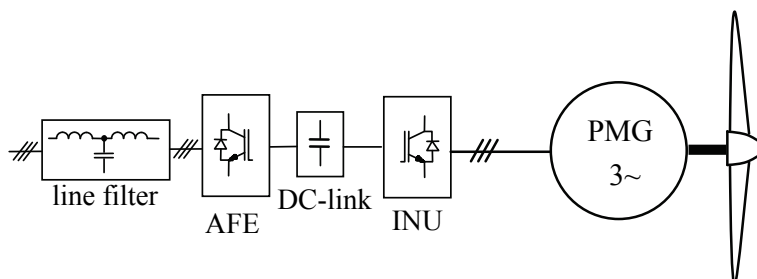 PMG
3~
line filter
AFE
DC-link
INU